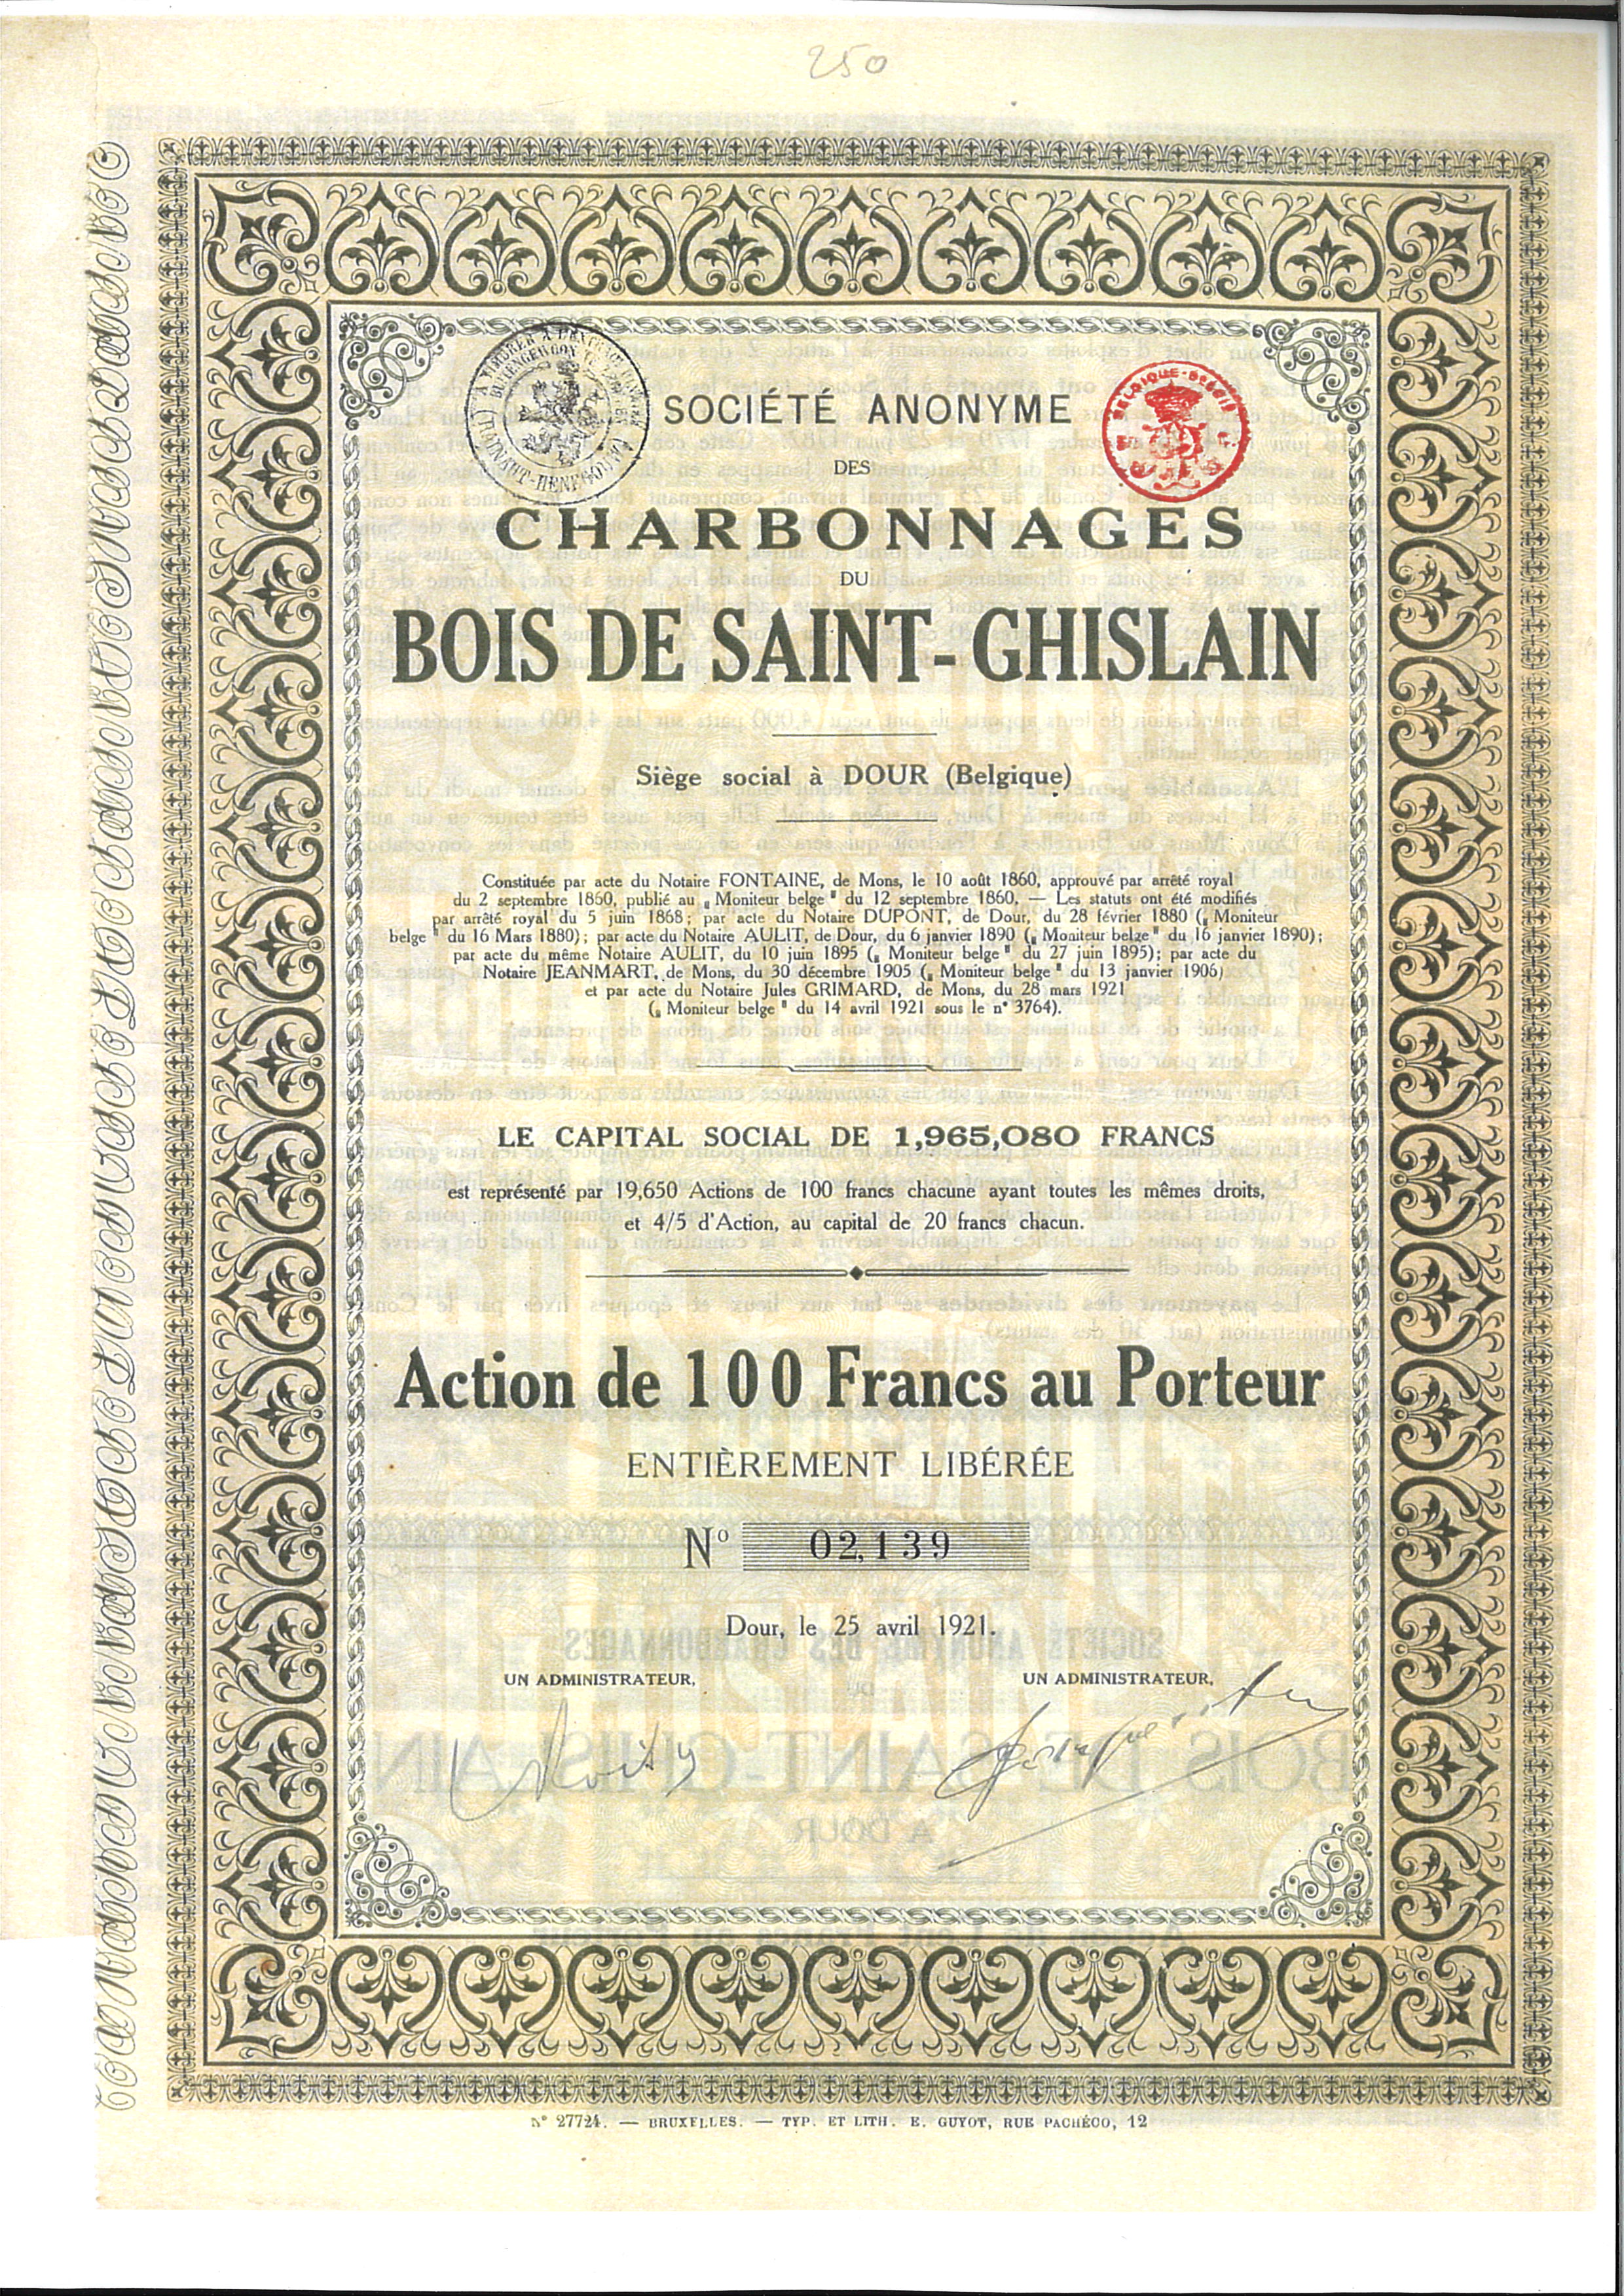 250
SOCIÉTÉ ANONYME
DES
CHARBONNAGES
DU
BOIS DE SAINT-GHISLAIN
Siège social à DOUR (Belgique)
Constituée par acte du Notaire FONTAINE, de Mons, le 10 août 1860, approuvé par arrêté royal
du 2 septembre 1860, publié au „ Moniteur belge " du 12 septembre 1860. — Les statuts ont été modifiés
par arrêté royal du 5 juin 1868; par acte du Notaire DUPONT, de Dour, du 28 février 1880 („ Moniteur
belge " du 16 Mars 1880); par acte du Notaire AULIT, de Dour, du 6 janvier 1890 („ Moniteur belge " du 16 janvier 1890);
par acte du même Notaire AULIT, du 10 juin 1895 („ Moniteur belge " du 27 juin 1895); par acte du
Notaire JEANMART, de Mons, du 30 décembre 1905 („ Moniteur belge " du 13 janvier 1906)
et par acte du Notaire Jules GRIMARD, de Mons, du 28 mars 1921
(„ Moniteur belge " du 14 avril 1921 sous le n° 3764).
LE CAPITAL SOCIAL DE 1,965,080 FRANCS
est représenté par 19,650 Actions de 100 francs chacune ayant toutes les mêmes droits,
et 4/5 d'Action, au capital de 20 francs chacun.
Action de 100 Francs au Porteur
ENTIÈREMENT LIBÉRÉE
N° 02,139
Dour, le 25 avril 1921.
UN ADMINISTRATEUR, UN ADMINISTRATEUR,
N° 27724. — BRUXELLES. — TYP. ET LITH. E. GUYOT, RUE PACHÉCO, 12